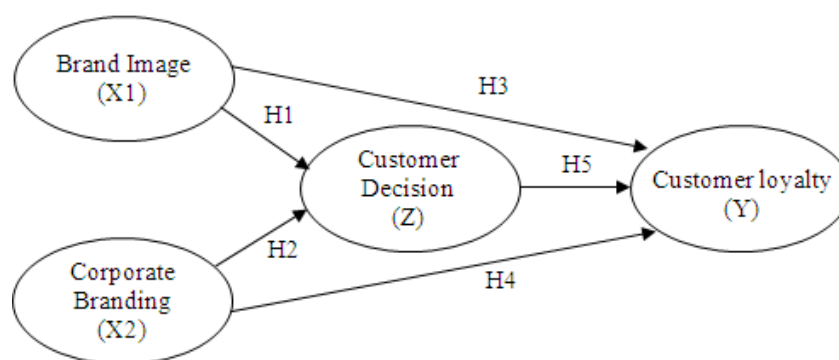 Brand Image
(X1)
H3
H1
Customer
Decision
(Z)
H5
Customer loyalty
(Y)
H2
Corporate
Branding
(X2)
H4